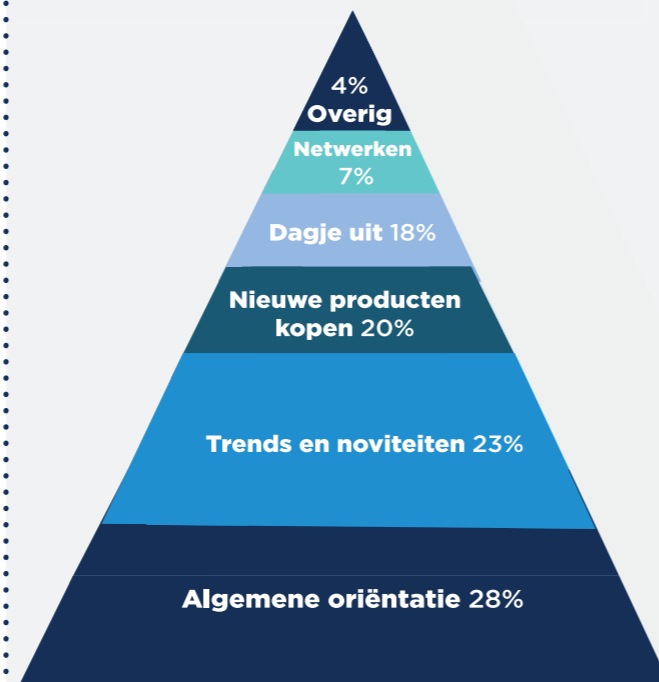 4%
Overig
Netwerken
7%
Dagje uit 18%
Nieuwe producten
kopen 20%
Trends en noviteiten 23%
Algemene oriëntatie 28%